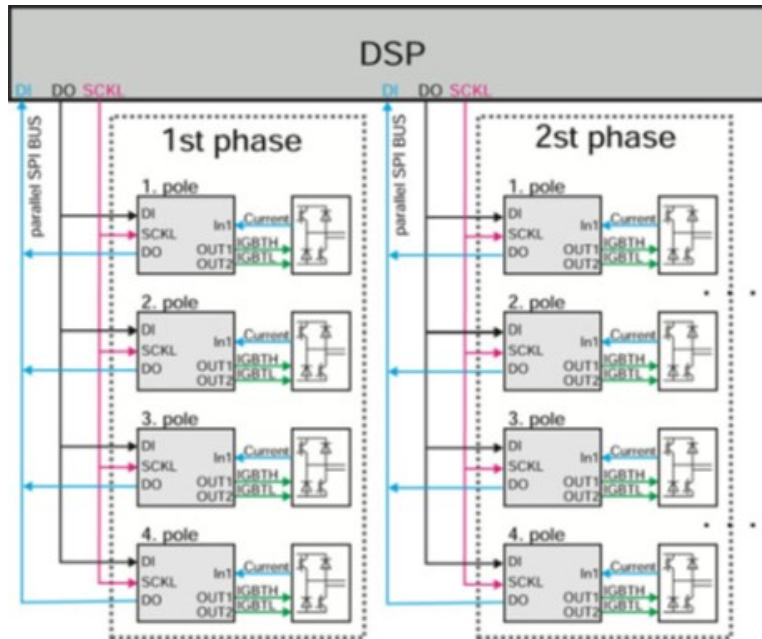 DSP
DI DO SCKL
DI DO SCKL
parallel SPI BUS
1st phase
1. pole
DI
SCKL
DO
In1
OUT1
OUT2
Current
IGBTH
IGBTL
2. pole
DI
SCKL
DO
In1
OUT1
OUT2
Current
IGBTH
IGBTL
3. pole
DI
SCKL
DO
In1
OUT1
OUT2
Current
IGBTH
IGBTL
4. pole
DI
SCKL
DO
In1
OUT1
OUT2
Current
IGBTH
IGBTL
parallel SPI BUS
2st phase
1. pole
DI
SCKL
DO
In1
OUT1
OUT2
Current
IGBTH
IGBTL
2. pole
DI
SCKL
DO
In1
OUT1
OUT2
Current
IGBTH
IGBTL
3. pole
DI
SCKL
DO
In1
OUT1
OUT2
Current
IGBTH
IGBTL
4. pole
DI
SCKL
DO
In1
OUT1
OUT2
Current
IGBTH
IGBTL
. . .
. . .